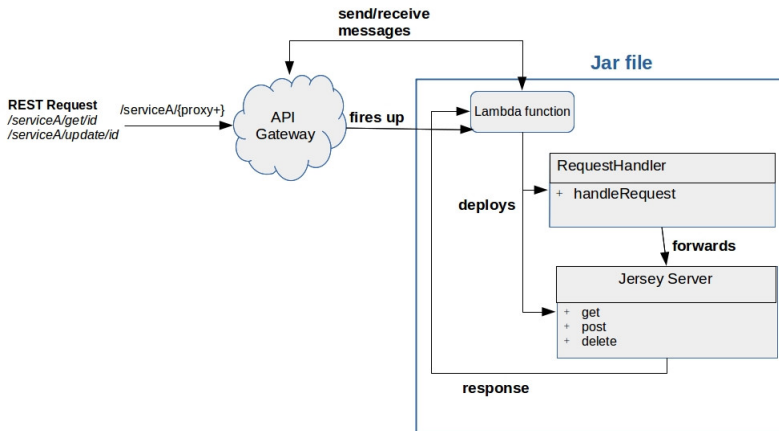 send/receive
messages
Jar file
REST Request
/serviceA/get/id
/serviceA/update/id
/serviceA/{proxy+}
API
Gateway
fires up
Lambda function
RequestHandler
+ handleRequest
deploys
forwards
Jersey Server
+ get
+ post
+ delete
response